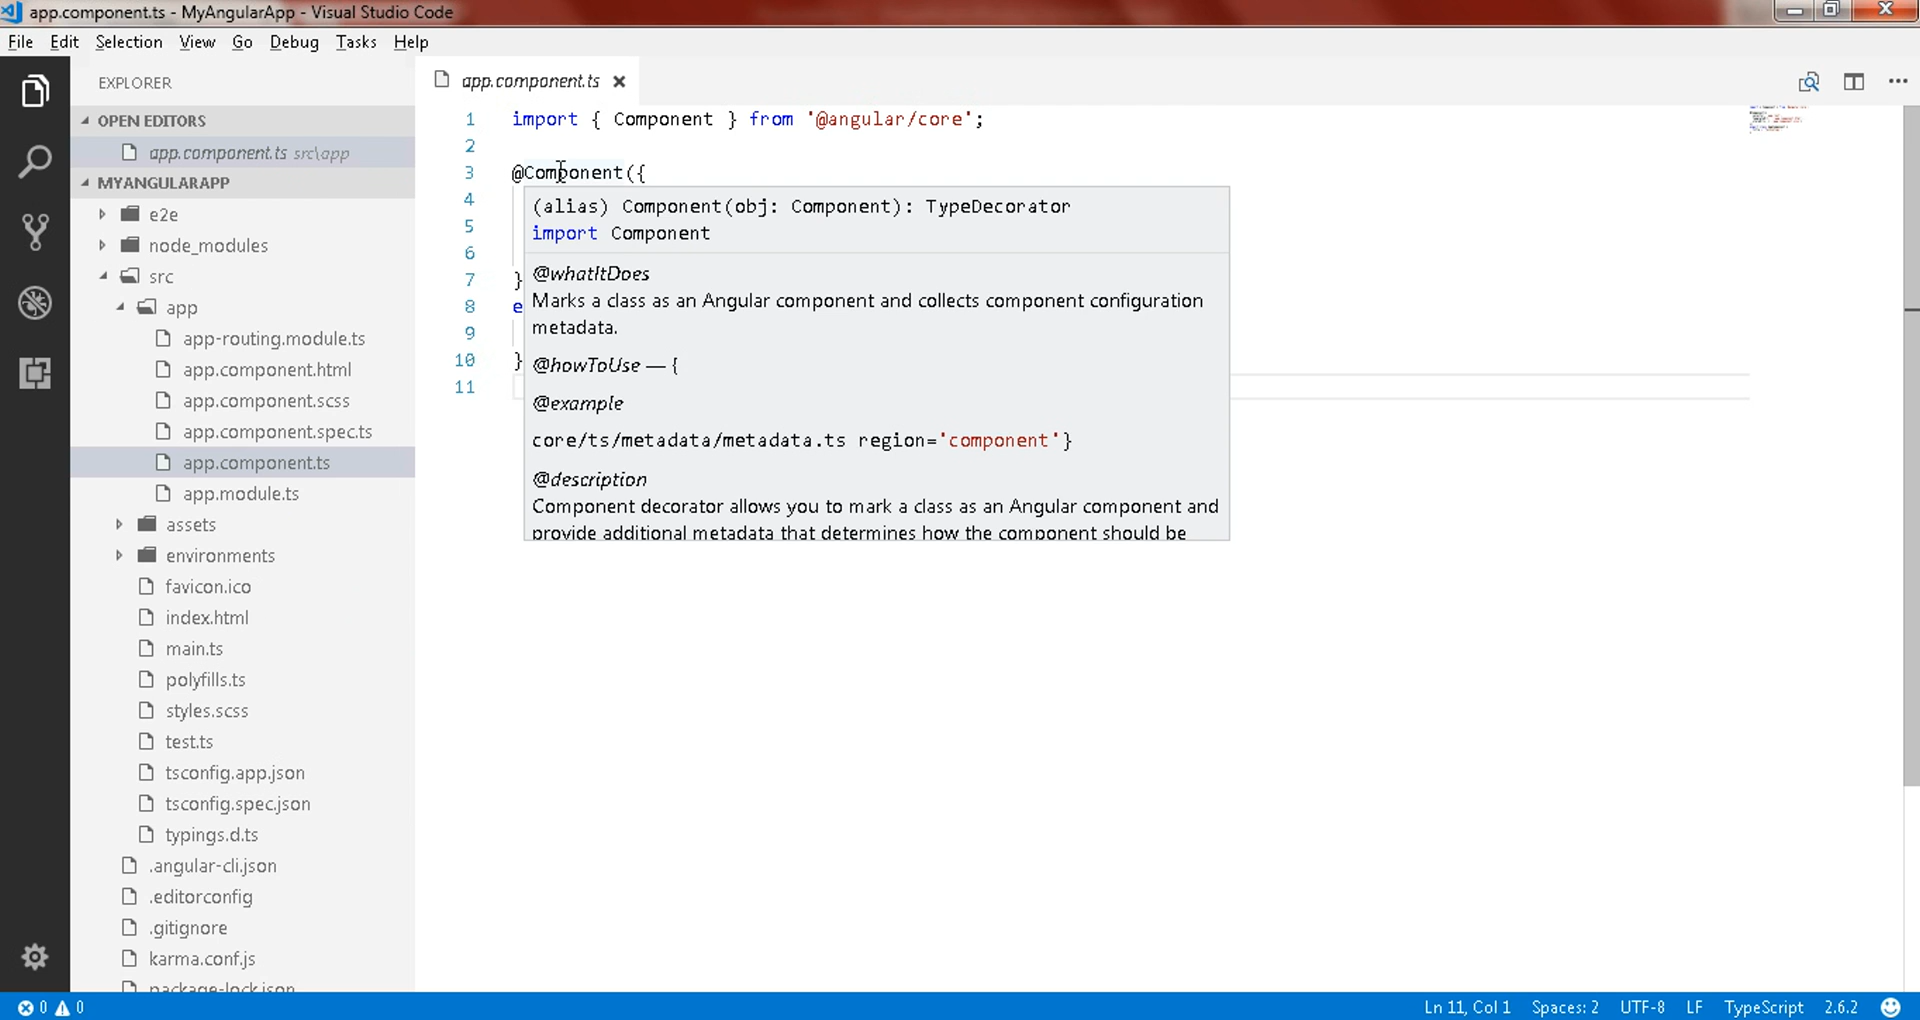 app.component.ts - MyAngularApp - Visual Studio Code
File Edit Selection View Go Debug Tasks Help
EXPLORER
OPEN EDITORS
app.component.ts src\app
MYANGULARAPP
e2e
node_modules
src
app
app-routing.module.ts
app.component.html
app.component.scss
app.component.spec.ts
app.component.ts
app.module.ts
assets
environments
favicon.ico
index.html
main.ts
polyfills.ts
styles.scss
test.ts
tsconfig.app.json
tsconfig.spec.json
typings.d.ts
.angular-cli.json
.editorconfig
.gitignore
karma.conf.js
package-lock.json
app.component.ts
1 import { Component } from '@angular/core';
2
3 @Component({
4
5
6
7 }
8 e
9
10 }
11
(alias) Component(obj: Component): TypeDecorator
import Component
@whatItDoes
Marks a class as an Angular component and collects component configuration
metadata.
@howToUse — {
@example
core/ts/metadata/metadata.ts region='component'}
@description
Component decorator allows you to mark a class as an Angular component and
provide additional metadata that determines how the component should be
0 0
Ln 11, Col 1 Spaces: 2 UTF-8 LF TypeScript 2.6.2